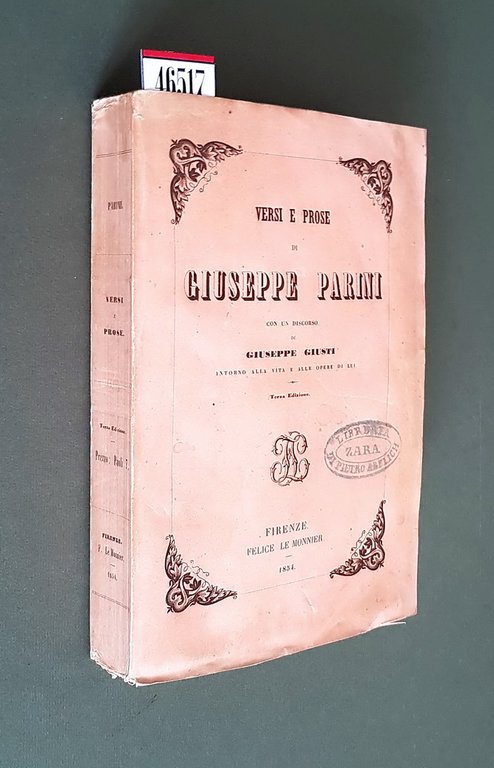 46517
VERSI E PROSE
DI
GIUSEPPE PARINI
CON UN DISCORSO
DI
GIUSEPPE GIUSTI
INTORNO ALLA VITA E ALLE OPERE DI LUI
Terza Edizione.
LIBRERIA
ZARA
DI PIETRO
FIRENZE.
FELICE LE MONNIER
1854.
PARINI.
VERSI
E
PROSE.
Terza Edizione
Prezzo: Paoli 7.
FIRENZE.
F. Le Monnier.
1854.